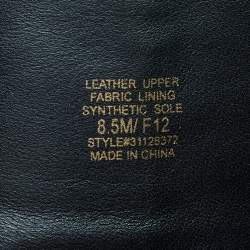 LEATHER UPPER
FABRIC LINING
SYNTHETIC SOLE
8.5M/F12
STYLE#31128372
MADE IN CHINA